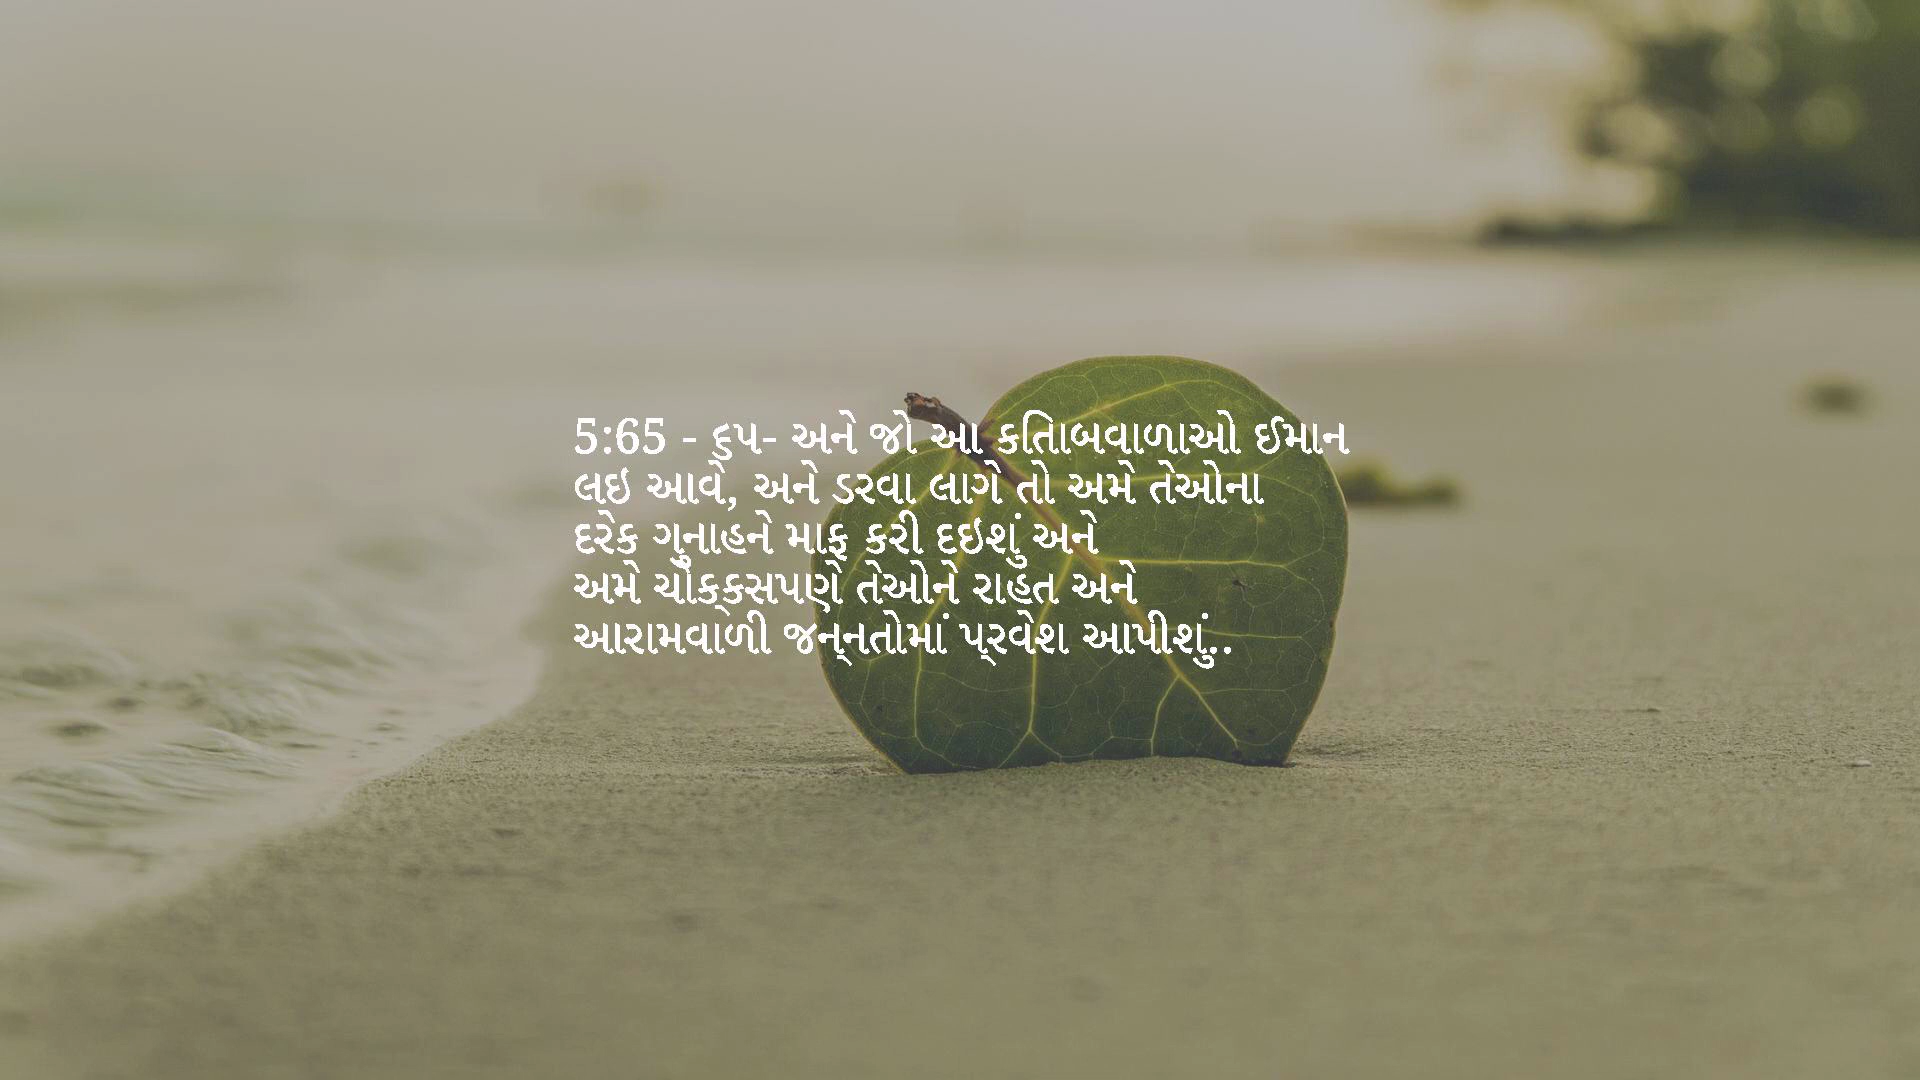 5:65 - ૬૫- અને જો આ કિતાબવાળાઓ ઈમાન
લઇ આવે, અને ડરવા લાગે તો અમે તેઓના
દરેક ગુનાહને માફ કરી દઇશું અને
અમે ચોક્કસપણે તેઓને રાહત અને
આરામવાળી જન્નતોમાં પ્રવેશ આપીશું..